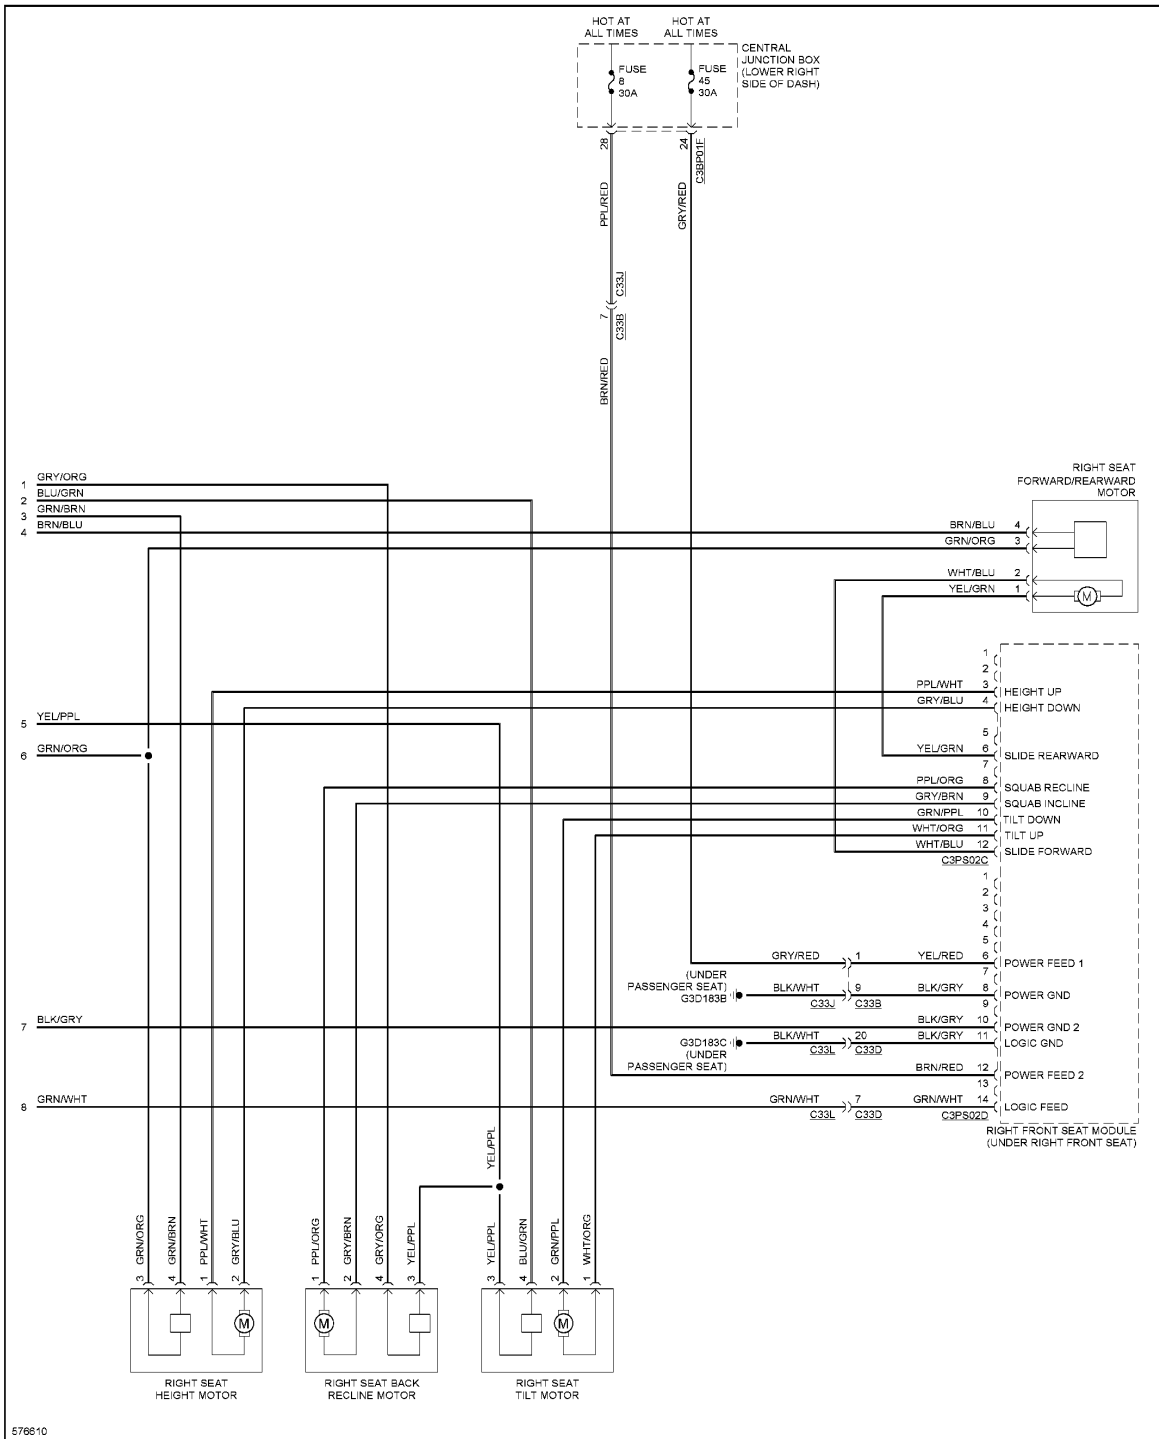 HOT AT
ALL TIMES
HOT AT
ALL TIMES
CENTRAL
JUNCTION BOX
(LOWER RIGHT
SIDE OF DASH)
FUSE
8
30A
FUSE
45
30A
28
24
C3BP01F
PPL/RED
GRY/RED
C33J
7
C33B
BRN/RED
1 GRY/ORG
2 BLU/GRN
3 GRN/BRN
4 BRN/BLU
RIGHT SEAT
FORWARD/REARWARD
MOTOR
BRN/BLU 4
GRN/ORG 3
WHT/BLU 2
YEL/GRN 1
M
5 YEL/PPL
6 GRN/ORG
1
2
PPL/WHT 3 HEIGHT UP
GRY/BLU 4 HEIGHT DOWN
5
YEL/GRN 6 SLIDE REARWARD
7
PPL/ORG 8 SQUAB RECLINE
GRY/BRN 9 SQUAB INCLINE
GRN/PPL 10 TILT DOWN
WHT/ORG 11 TILT UP
WHT/BLU 12 SLIDE FORWARD
C3PS02C
1
2
3
4
5
GRY/RED 1 YEL/RED 6 POWER FEED 1
7
(UNDER
PASSENGER SEAT)
G3D183B
BLK/WHT 9 BLK/GRY 8 POWER GND
C33J C33B
9
7 BLK/GRY
BLK/GRY 10 POWER GND 2
G3D183C
(UNDER
PASSENGER SEAT)
BLK/WHT 20 BLK/GRY 11 LOGIC GND
C33L C33D
BRN/RED 12 POWER FEED 2
13
8 GRN/WHT
GRN/WHT 7 GRN/WHT 14 LOGIC FEED
C33L C33D C3PS02D
RIGHT FRONT SEAT MODULE
(UNDER RIGHT FRONT SEAT)
YEL/PPL
GRN/ORG
GRN/BRN
PPL/WHT
GRY/BLU
PPL/ORG
GRY/BRN
GRY/ORG
YEL/PPL
YEL/PPL
BLU/GRN
GRN/PPL
WHT/ORG
3 4 1 2
1 2 4 3
3 4 2 1
M
M
M
RIGHT SEAT
HEIGHT MOTOR
RIGHT SEAT BACK
RECLINE MOTOR
RIGHT SEAT
TILT MOTOR
576610